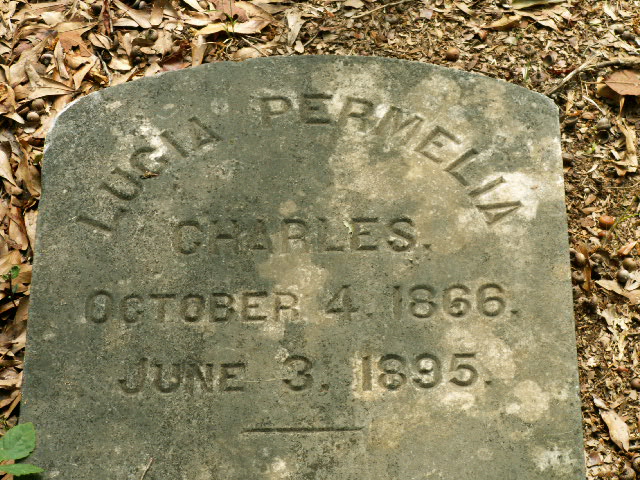 LUCIA PERMELIA
CHARLES.
OCTOBER 4. 1866.
JUNE 3. 1895.